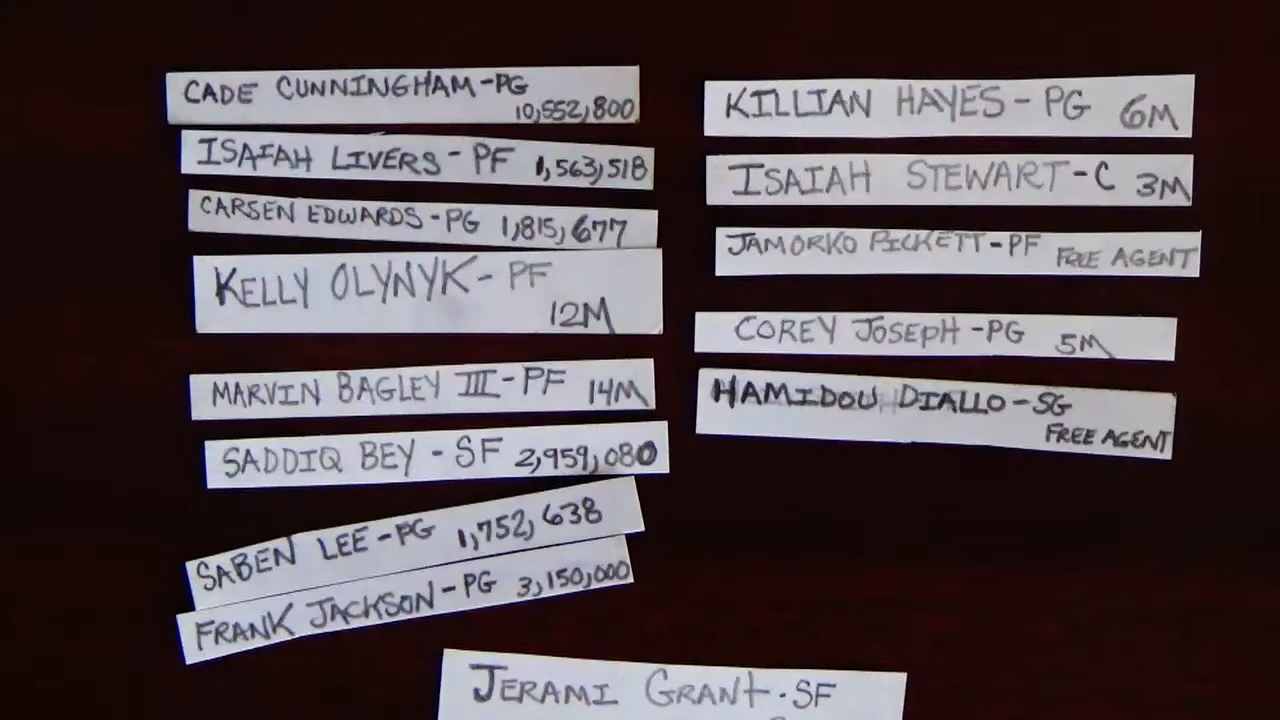 CADE CUNNINGHAM-PG
10,552,800
ISAIAH LIVERS - PF 1,563,518
CARSEN EDWARDS-PG 1,815,677
KELLY OLYNYK- PF
12M
MARVIN BAGLEY III-PF 14M
SADDIQ BEY - SF 2,959,080
SABEN LEE-PG 1,752,638
FRANK JACKSON-PG 3,150,000
KILLIAN HAYES - PG 6M
ISAIAH STEWART-C 3M
JAMORKO PICKETT-PF FREE AGENT
COREY JOSEPH -PG 5M
HAMIDOU DIALLO-SG
FREE AGENT
JERAMI GRANT-SF